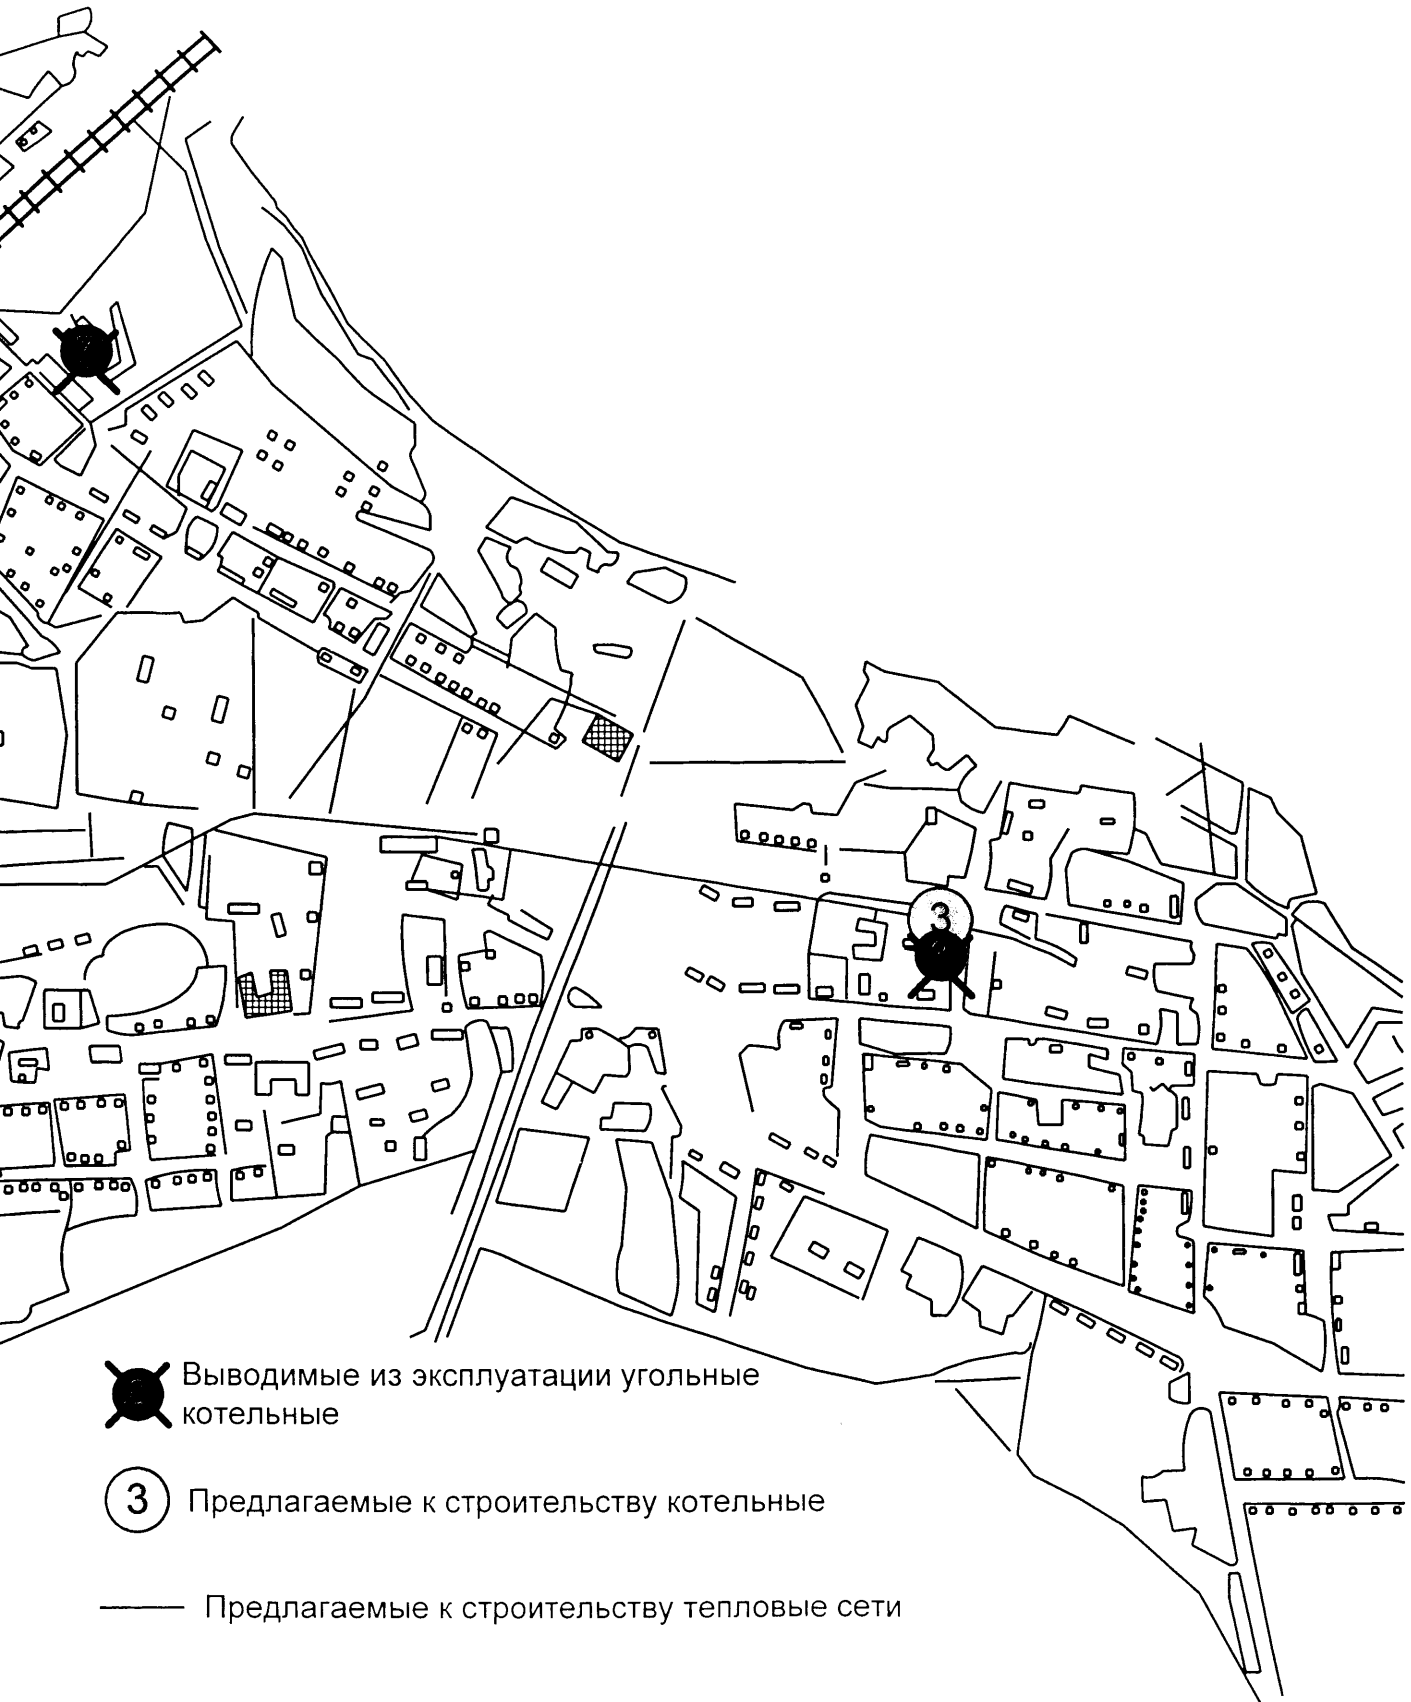 3
Выводимые из эксплуатации угольные
котельные
3 Предлагаемые к строительству котельные
Предлагаемые к строительству тепловые сети